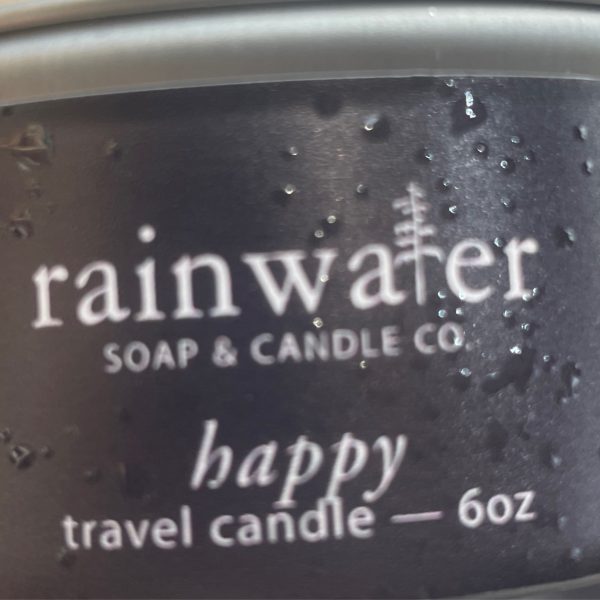 rainwater
SOAP & CANDLE CO.
happy
travel candle — 6oz